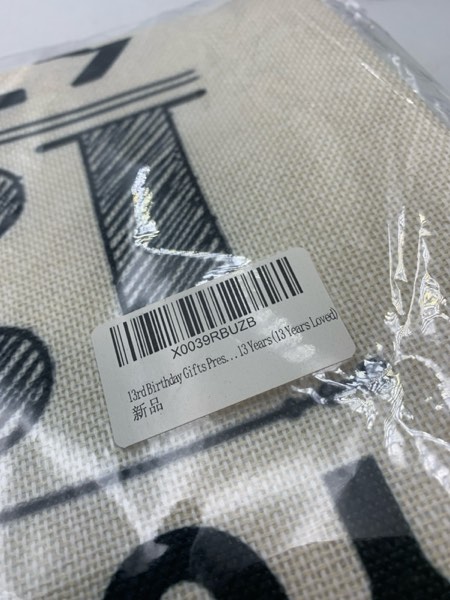 X0039RBUZB
13rd Birthday Gifts Pres...13 Years (13 Years Loved)
新品